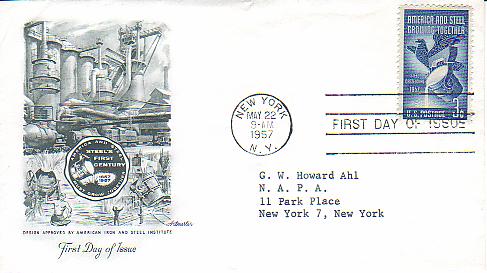 AMERICA AND STEEL
GROWING TOGETHER
1857
1957
U.S. POSTAGE 3¢
NEW YORK
MAY 22
9-AM
1957
N.Y.
FIRST DAY OF ISSUE
STEEL'S
FIRST
CENTURY
1857
1957
Artmaster
DESIGN APPROVED BY AMERICAN IRON AND STEEL INSTITUTE
First Day of Issue
G. W. Howard Ahl
N. A. P. A.
11 Park Place
New York 7, New York